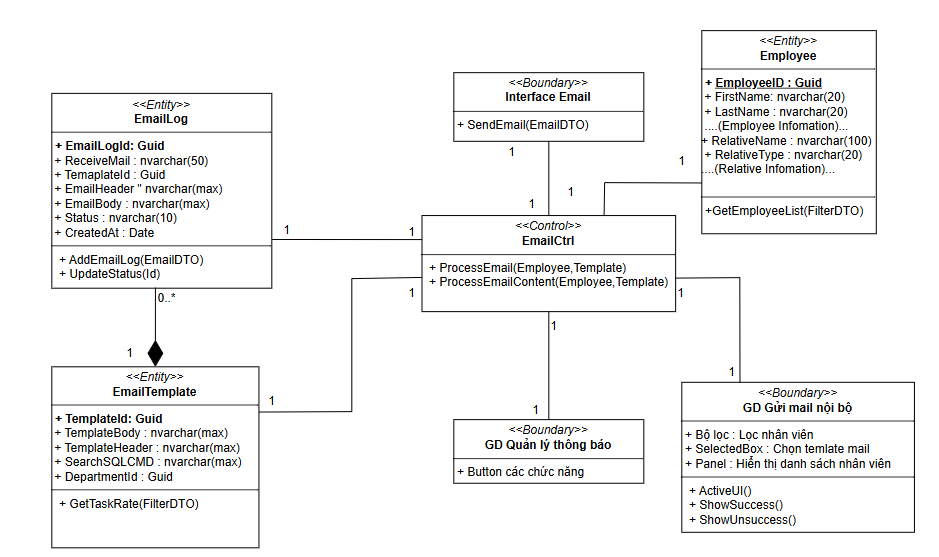 <<Entity>>
Employee
+ EmployeeID : Guid
+ FirstName: nvarchar(20)
+ LastName : nvarchar(20)
....(Employee Infomation)...
+ RelativeName : nvarchar(100)
+ RelativeType : nvarchar(20)
....(Relative Infomation)...
+GetEmployeeList(FilterDTO)
<<Boundary>>
Interface Email
+ SendEmail(EmailDTO)
<<Entity>>
EmailLog
+ EmailLogId: Guid
+ ReceiveMail : nvarchar(50)
+ TemaplateId : Guid
+ EmailHeader " nvarchar(max)
+ EmailBody : nvarchar(max)
+ Status : nvarchar(10)
+ CreatedAt : Date
+ AddEmailLog(EmailDTO)
+ UpdateStatus(Id)
1
1
1
1
1
1
<<Control>>
EmailCtrl
+ ProcessEmail(Employee,Template)
+ ProcessEmailContent(Employee,Template)
0..*
1
1
1
1
1
1
1
<<Entity>>
EmailTemplate
+ TemplateId: Guid
+ TemplateBody : nvarchar(max)
+ TemplateHeader : nvarchar(max)
+ SearchSQLCMD : nvarchar(max)
+ DepartmentId : Guid
+ GetTaskRate(FilterDTO)
<<Boundary>>
GD Quản lý thông báo
+ Button các chức năng
<<Boundary>>
GD Gửi mail nội bộ
+ Bộ lọc : Lọc nhân viên
+ SelectedBox : Chọn temlate mail
+ Panel : Hiển thị danh sách nhân viên
+ ActiveUI()
+ ShowSuccess()
+ ShowUnsuccess()